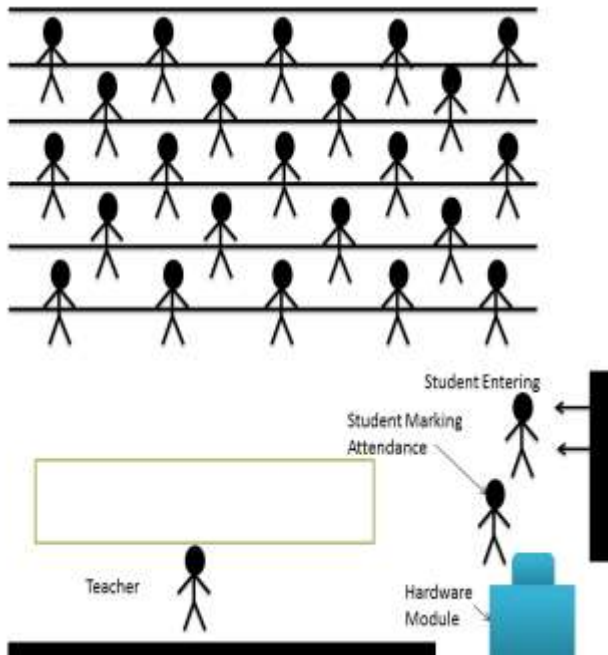 Student Entering
Student Marking
Attendance
Teacher
Hardware
Module